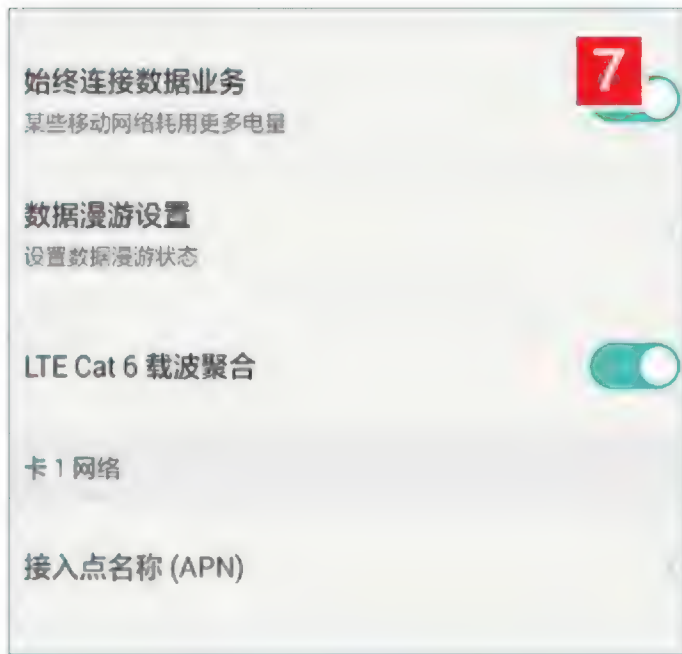 始终连接数据业务
7
某些移动网络耗用更多电量
数据漫游设置
设置数据漫游状态
LTE Cat 6 载波聚合
卡 1 网络
接入点名称 (APN)